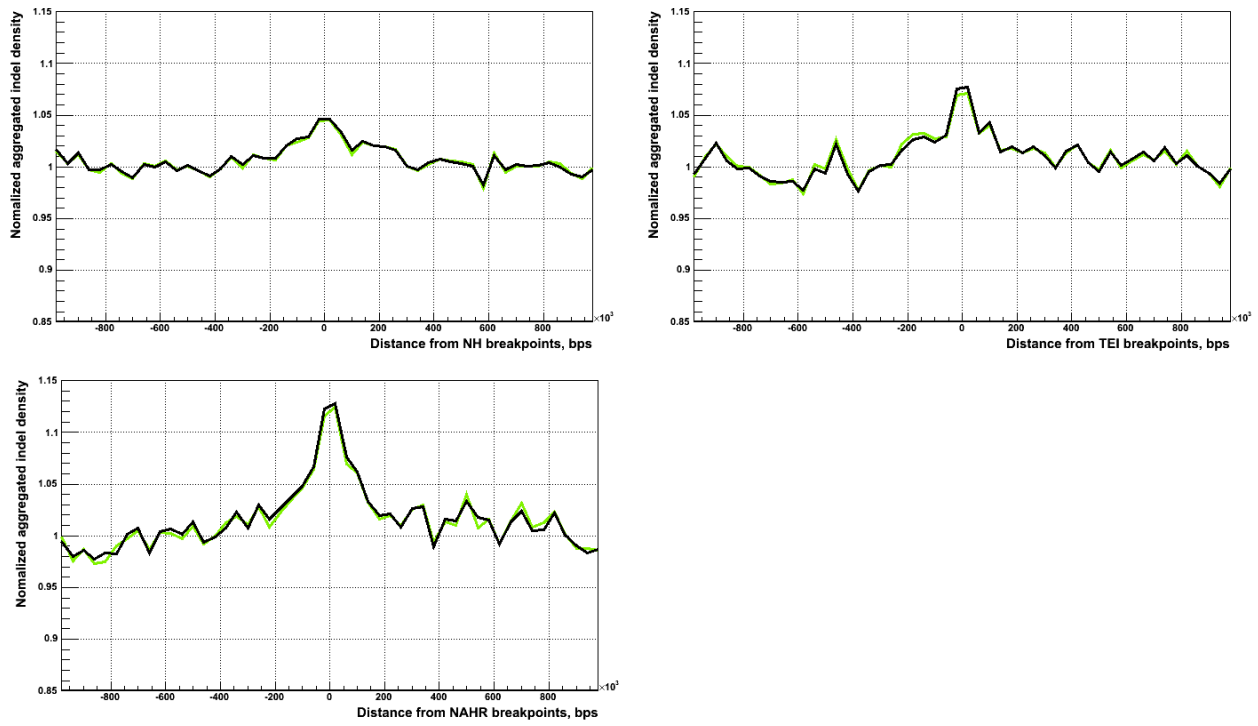 Nomalized aggregated indel density
1.15
1.1
1.05
1
0.95
0.9
0.85
-800 -600 -400 -200 0 200 400 600 800
×10³
Distance from NH breakpoints, bps
Nomalized aggregated indel density
1.15
1.1
1.05
1
0.95
0.9
0.85
-800 -600 -400 -200 0 200 400 600 800
×10³
Distance from TEI breakpoints, bps
Nomalized aggregated indel density
1.15
1.1
1.05
1
0.95
0.9
0.85
-800 -600 -400 -200 0 200 400 600 800
×10³
Distance from NAHR breakpoints, bps